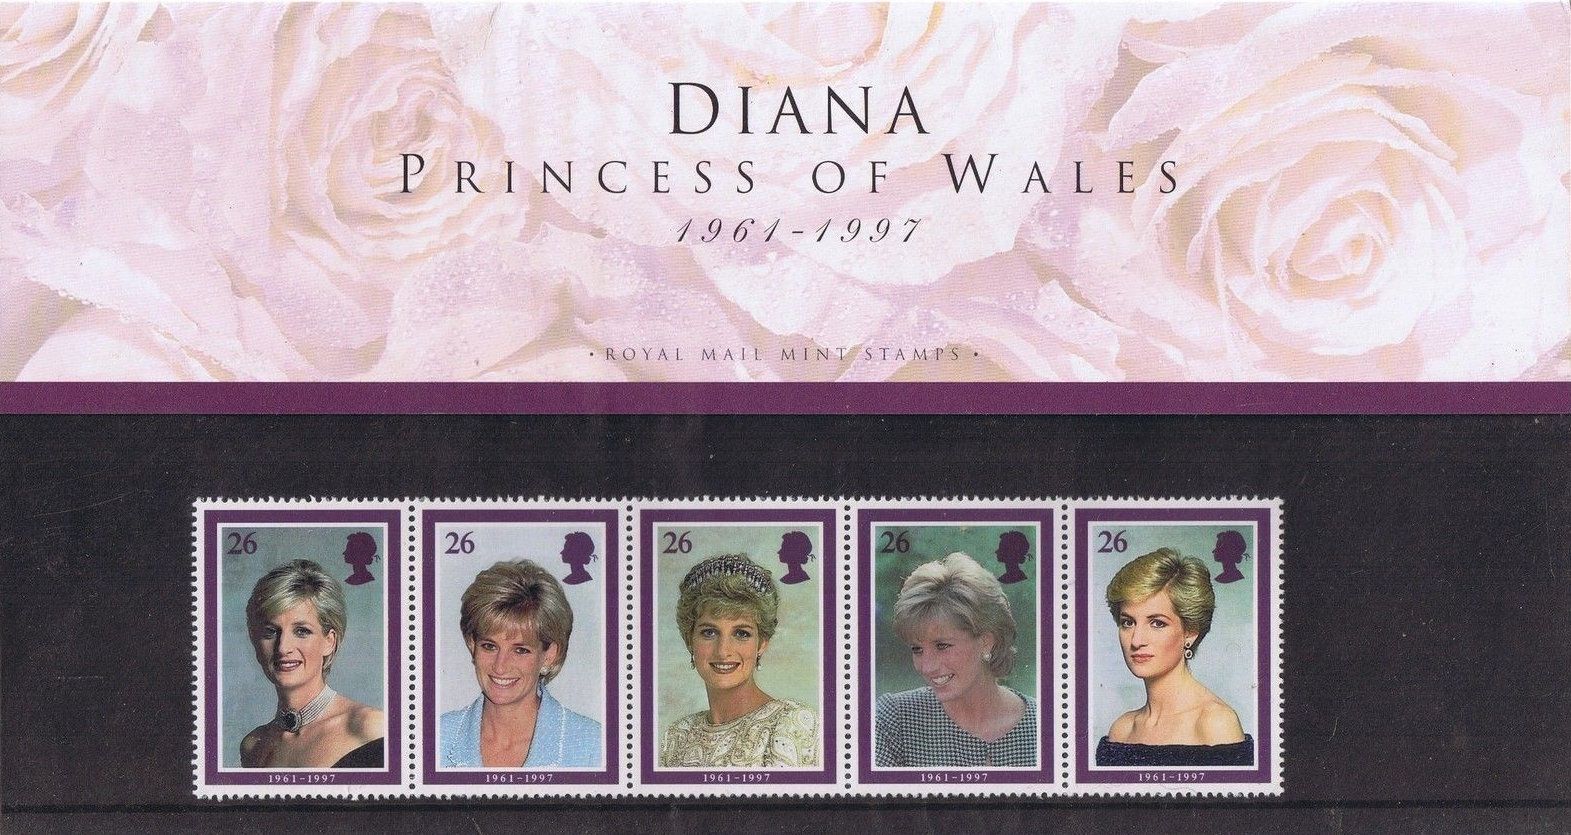 DIANA
PRINCESS OF WALES
1961-1997
· ROYAL MAIL MINT STAMPS ·
26 26 26 26 26
1961–1997 1961–1997 1961–1997 1961–1997 1961–1997